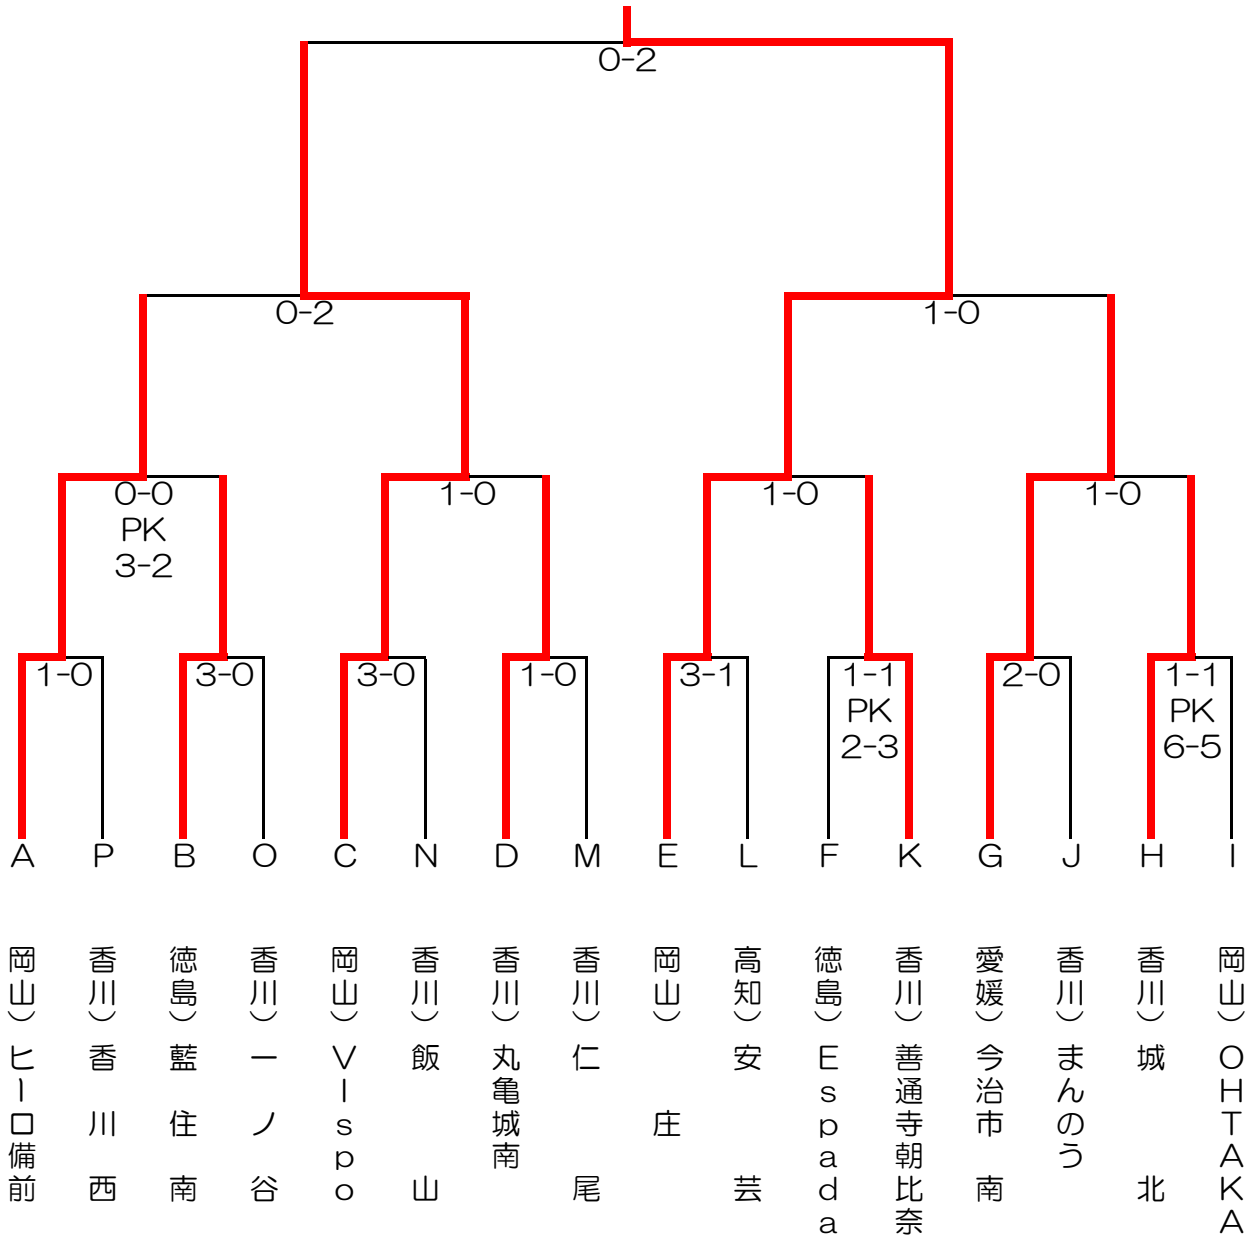 0-2
0-2
1-0
0-0
PK
3-2
1-0
1-0
1-0
1-0
3-0
3-0
1-0
3-1
1-1
PK
2-3
2-0
1-1
PK
6-5
A P B O C N D M E L F K G J H I
岡山）ヒーロ備前
香川）香川西
徳島）藍住南
香川）一ノ谷
岡山）VIspo
香川）飯山
香川）丸亀城南
香川）仁尾
岡山）庄
高知）安芸
徳島）Espada
香川）善通寺朝比奈
愛媛）今治市南
香川）まんのう
香川）城北
岡山）OHTAKA